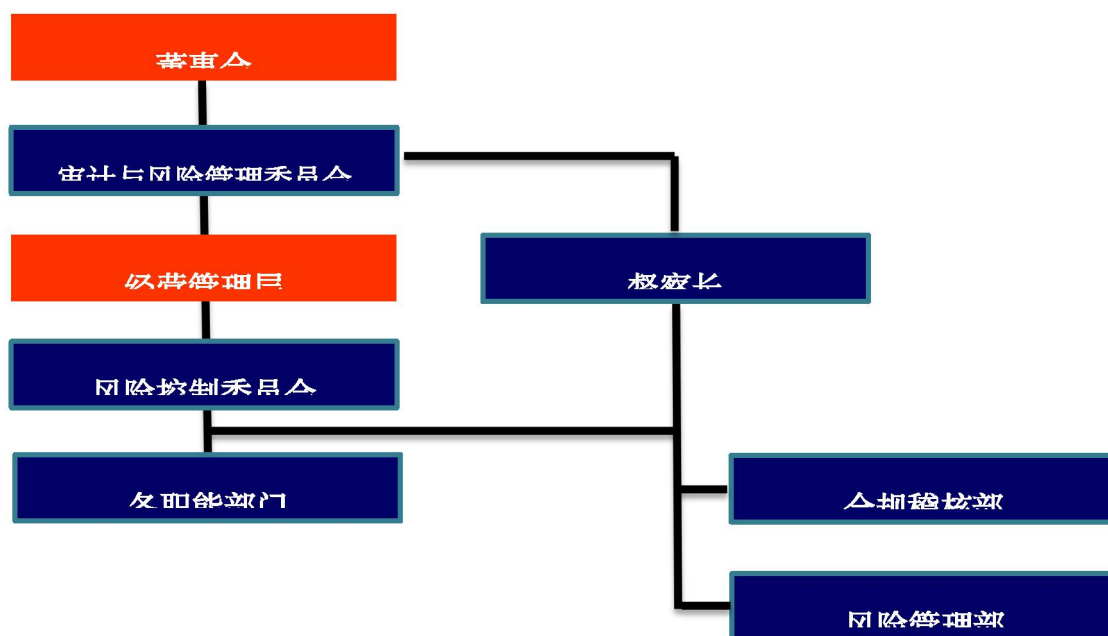 董事会
审计与风险管理委员会
经营管理层
督察长
风险控制委员会
各职能部门
合规稽核部
风险管理部